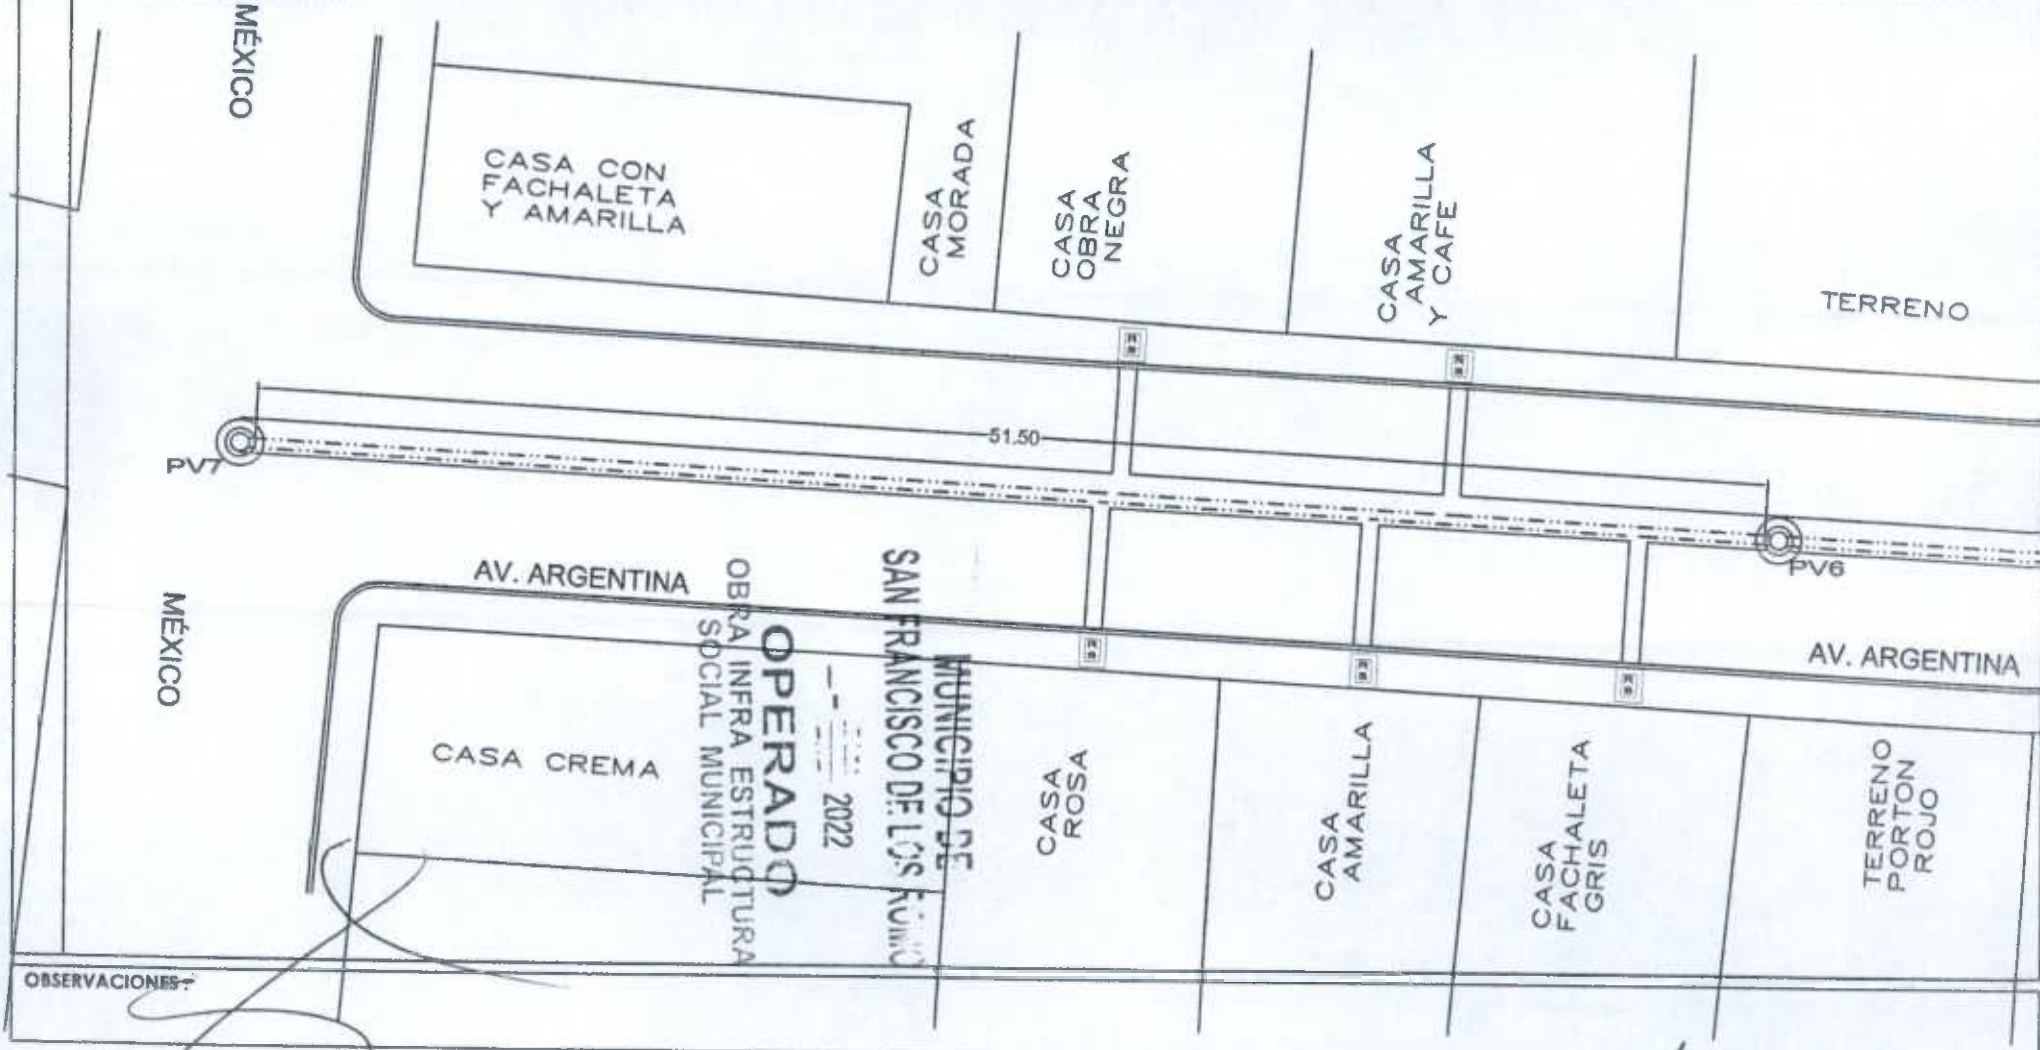 MÉXICO
CASA CON
FACHALETA
Y AMARILLA
CASA
MORADA
CASA
OBRA
NEGRA
CASA
AMARILLA
Y CAFE
TERRENO
51.50
PV7
PV6
AV. ARGENTINA
AV. ARGENTINA
MÉXICO
CASA CREMA
MUNICIPIO DE
SAN FRANCISCO DE LOS ROMO
2022
OPERADO
OBRA INFRA ESTRUCTURA
SOCIAL MUNICIPAL
CASA
ROSA
CASA
AMARILLA
CASA
FACHALETA
GRIS
TERRENO
PORTON
ROJO
OBSERVACIONES: